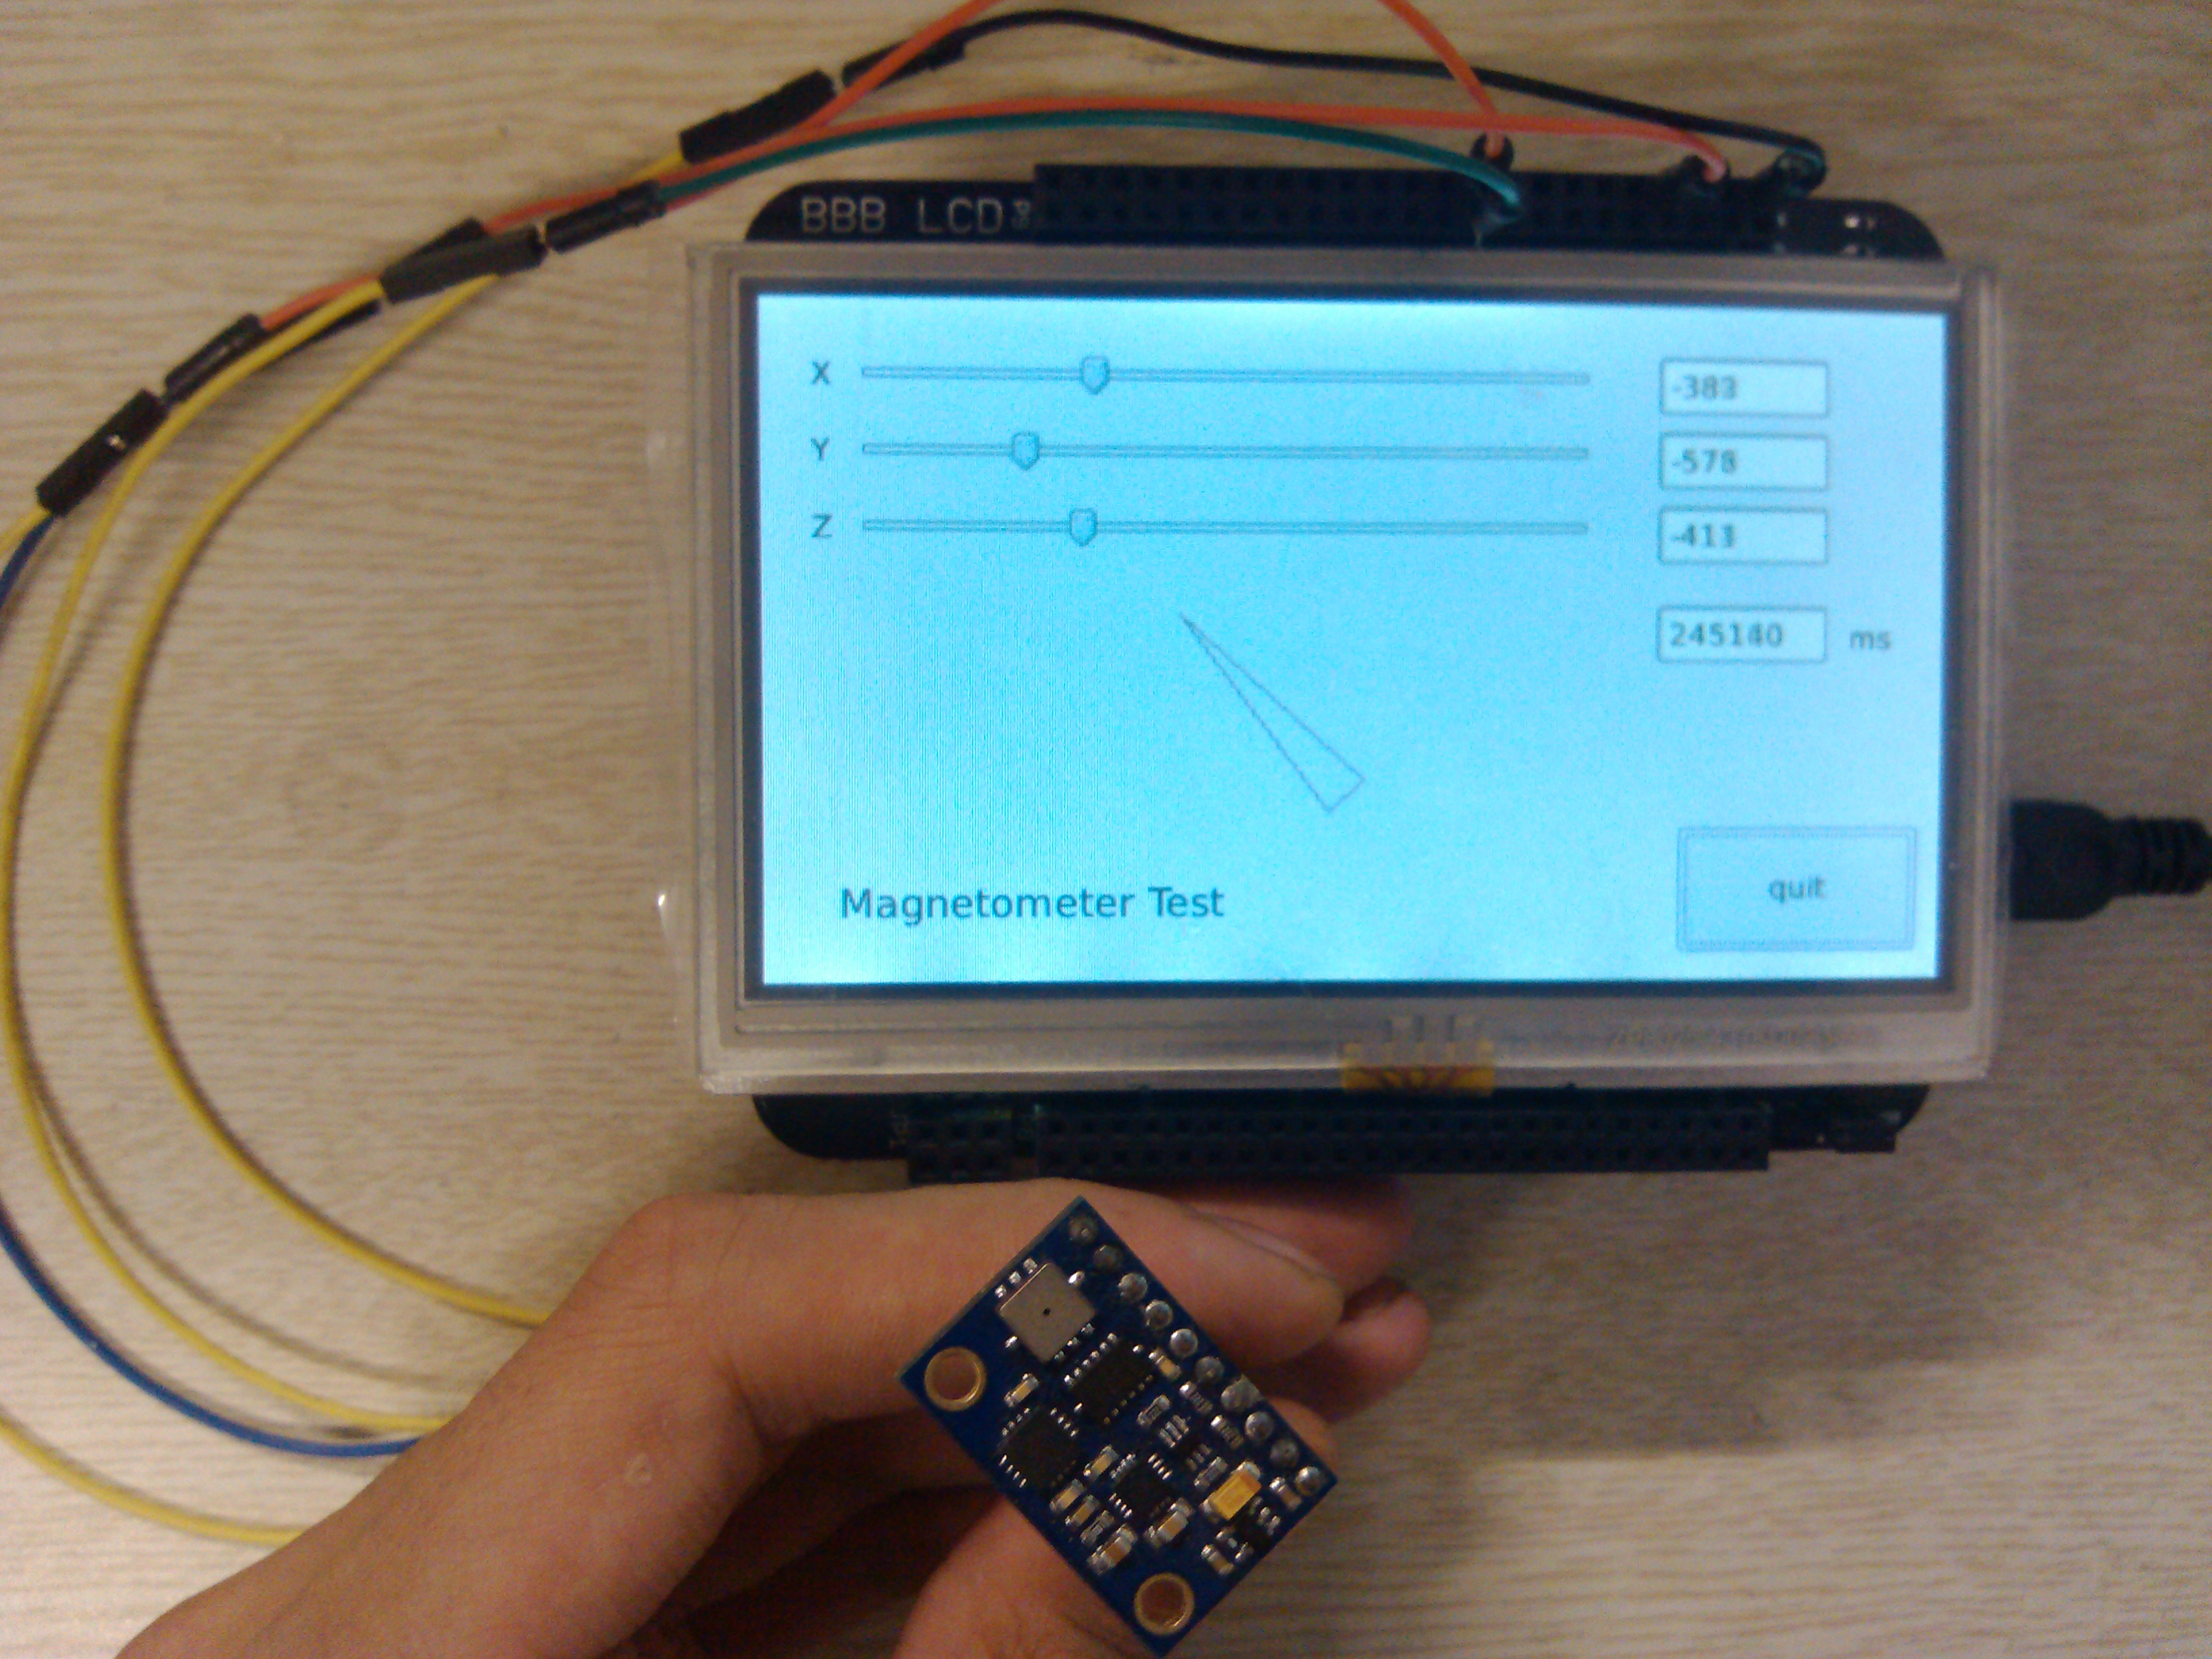 BBB LCD
X -383
Y -578
Z -413
245140 ms
Magnetometer Test
quit